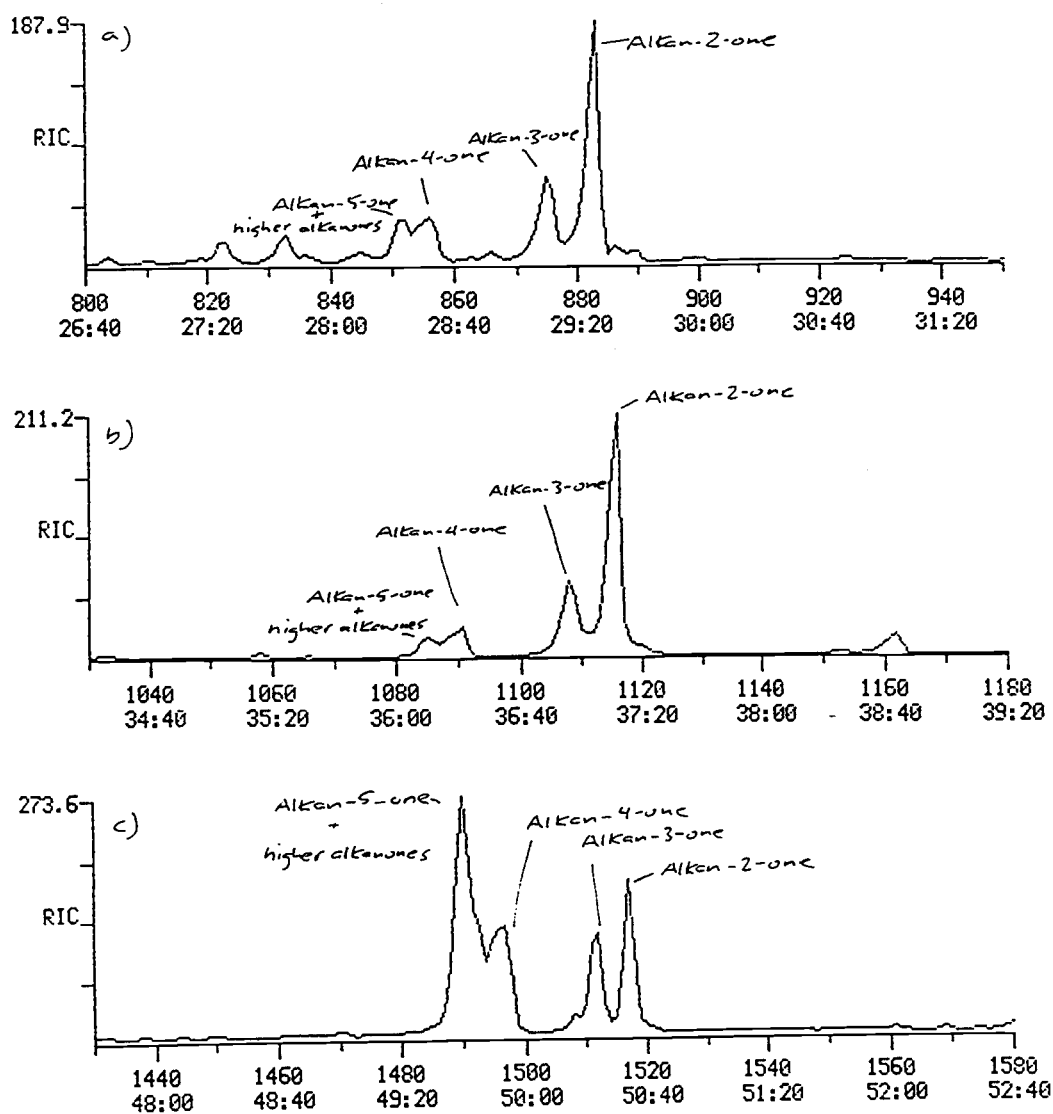 187.9
a)
Alkan-2-one
RIC
Alkan-3-one
Alkan-4-one
Alkan-5-one
+
higher alkanones
800 820 840 860 880 900 920 940
26:40 27:20 28:00 28:40 29:20 30:00 30:40 31:20
211.2
b)
Alkan-2-one
RIC
Alkan-3-one
Alkan-4-one
Alkan-5-one
+
higher alkanones
1040 1060 1080 1100 1120 1140 1160 1180
34:40 35:20 36:00 36:40 37:20 38:00 38:40 39:20
273.6
c)
Alkan-5-one
+
higher alkanones
Alkan-4-one
Alkan-3-one
Alkan-2-one
RIC
1440 1460 1480 1500 1520 1540 1560 1580
48:00 48:40 49:20 50:00 50:40 51:20 52:00 52:40